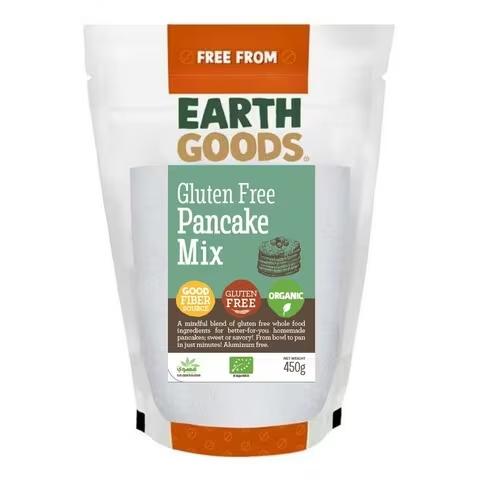 FREE FROM
EARTH
GOODS®
Gluten Free
Pancake
Mix
GOOD
FIBER
SOURCE
GLUTEN
FREE
ORGANIC
A mindful blend of gluten free whole food
ingredients for better-for-you homemade
pancakes; sweet or savory! From bowl to pan
in just minutes! Aluminum free.
NET WEIGHT
450g
عضوي